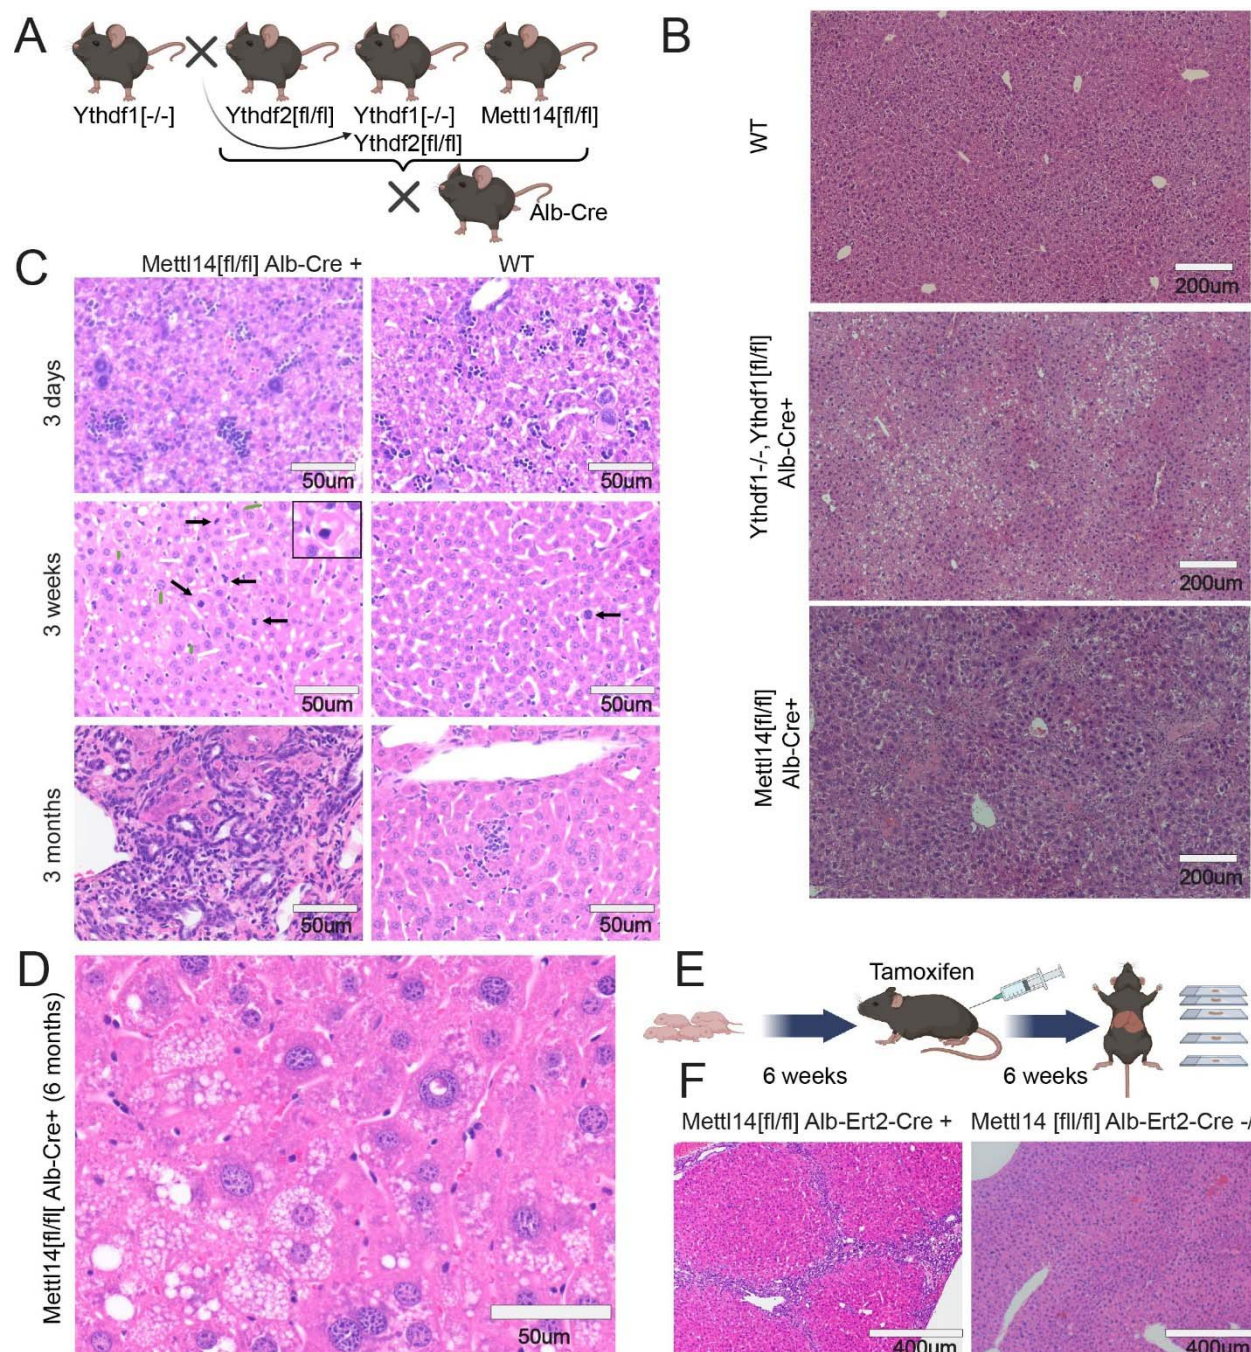 A
Ythdf1[-/-]
Ythdf2[fl/fl]
Ythdf1[-/-]
Ythdf2[fl/fl]
Mettl14[fl/fl]
Alb-Cre
B
WT
200um
Ythdf1-/-,Ythdf1[fl/fl]
Alb-Cre+
200um
Mettl14[fl/fl]
Alb-Cre+
200um
C
Mettl14[fl/fl] Alb-Cre +
WT
3 days
50um
50um
3 weeks
50um
50um
3 months
50um
50um
D
Mettl14[fl/fl[ Alb-Cre+ (6 months)
50um
E
Tamoxifen
6 weeks
6 weeks
F
Mettl14[fl/fl] Alb-Ert2-Cre +
Mettl14 [fll/fl] Alb-Ert2-Cre -/
400um
400um